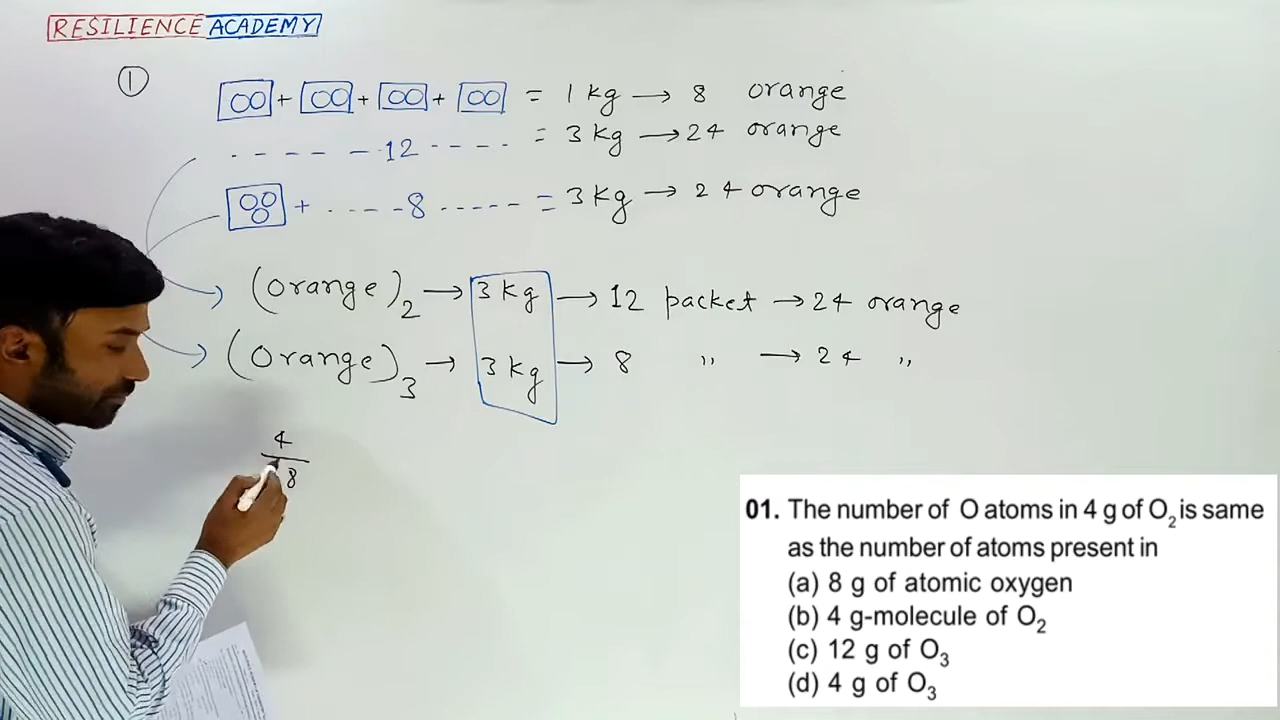 RESILIENCE ACADEMY
①
OO + OO + OO + OO = 1 kg → 8 orange
- - - - - 12 - - - - = 3 kg → 24 orange
OOO + - - - - 8 - - - - - = 3 kg → 24 orange
(Orange)₂ → 3 kg → 12 packet → 24 orange
(Orange)₃ → 3 kg → 8 ,, → 24 ,,
4
8
01. The number of O atoms in 4 g of O₂ is same
as the number of atoms present in
(a) 8 g of atomic oxygen
(b) 4 g-molecule of O₂
(c) 12 g of O₃
(d) 4 g of O₃